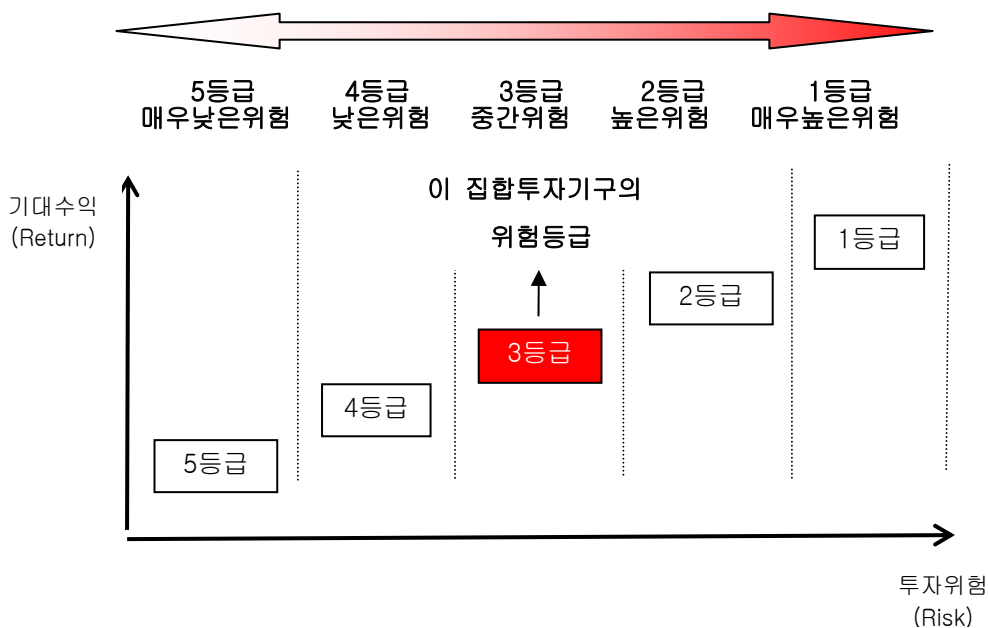 5등급
매우낮은위험
4등급
낮은위험
3등급
중간위험
2등급
높은위험
1등급
매우높은위험
기대수익
(Return)
이 집합투자기구의
위험등급
1등급
2등급
3등급
4등급
5등급
투자위험
(Risk)